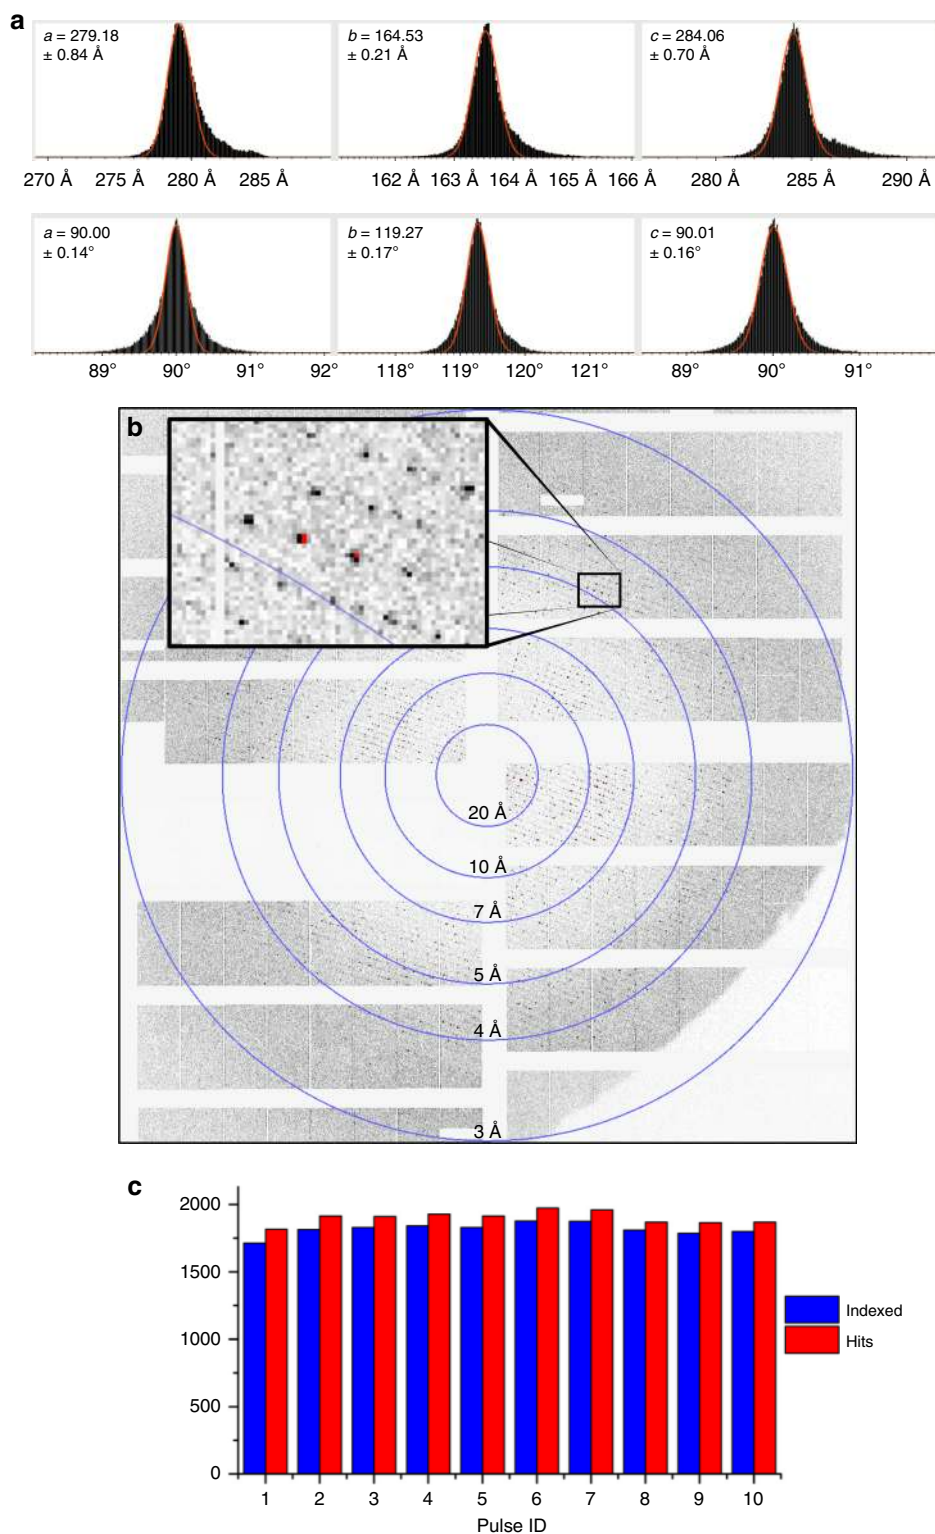 a
a = 279.18
± 0.84 Å
b = 164.53
± 0.21 Å
c = 284.06
± 0.70 Å
270 Å 275 Å 280 Å 285 Å
162 Å 163 Å 164 Å 165 Å 166 Å
280 Å 285 Å 290 Å
a = 90.00
± 0.14°
b = 119.27
± 0.17°
c = 90.01
± 0.16°
89° 90° 91° 92°
118° 119° 120° 121°
89° 90° 91°
b
20 Å
10 Å
7 Å
5 Å
4 Å
3 Å
c
2000
1500
1000
500
0
1 2 3 4 5 6 7 8 9 10
Pulse ID
Indexed
Hits